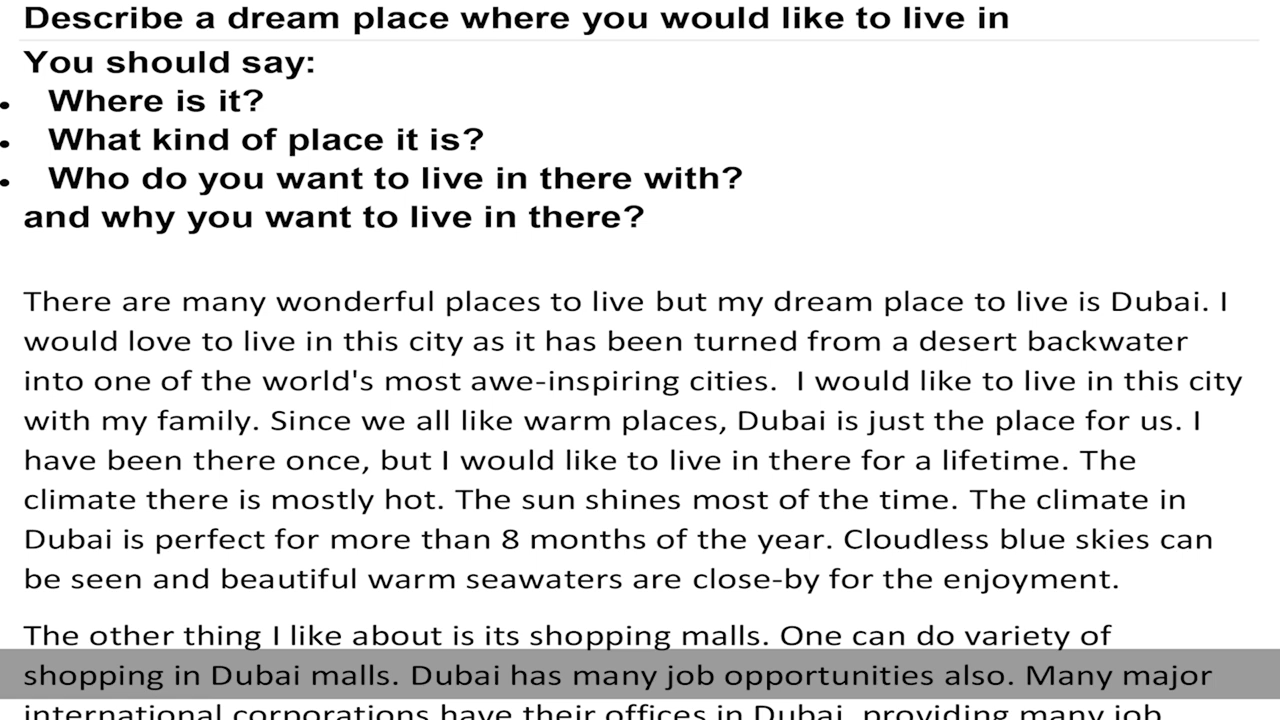 Describe a dream place where you would like to live in
You should say:
• Where is it?
• What kind of place it is?
• Who do you want to live in there with?
and why you want to live in there?
There are many wonderful places to live but my dream place to live is Dubai. I
would love to live in this city as it has been turned from a desert backwater
into one of the world's most awe-inspiring cities.  I would like to live in this city
with my family. Since we all like warm places, Dubai is just the place for us. I
have been there once, but I would like to live in there for a lifetime. The
climate there is mostly hot. The sun shines most of the time. The climate in
Dubai is perfect for more than 8 months of the year. Cloudless blue skies can
be seen and beautiful warm seawaters are close-by for the enjoyment.
The other thing I like about is its shopping malls. One can do variety of
shopping in Dubai malls. Dubai has many job opportunities also. Many major
international corporations have their offices in Dubai, providing many job